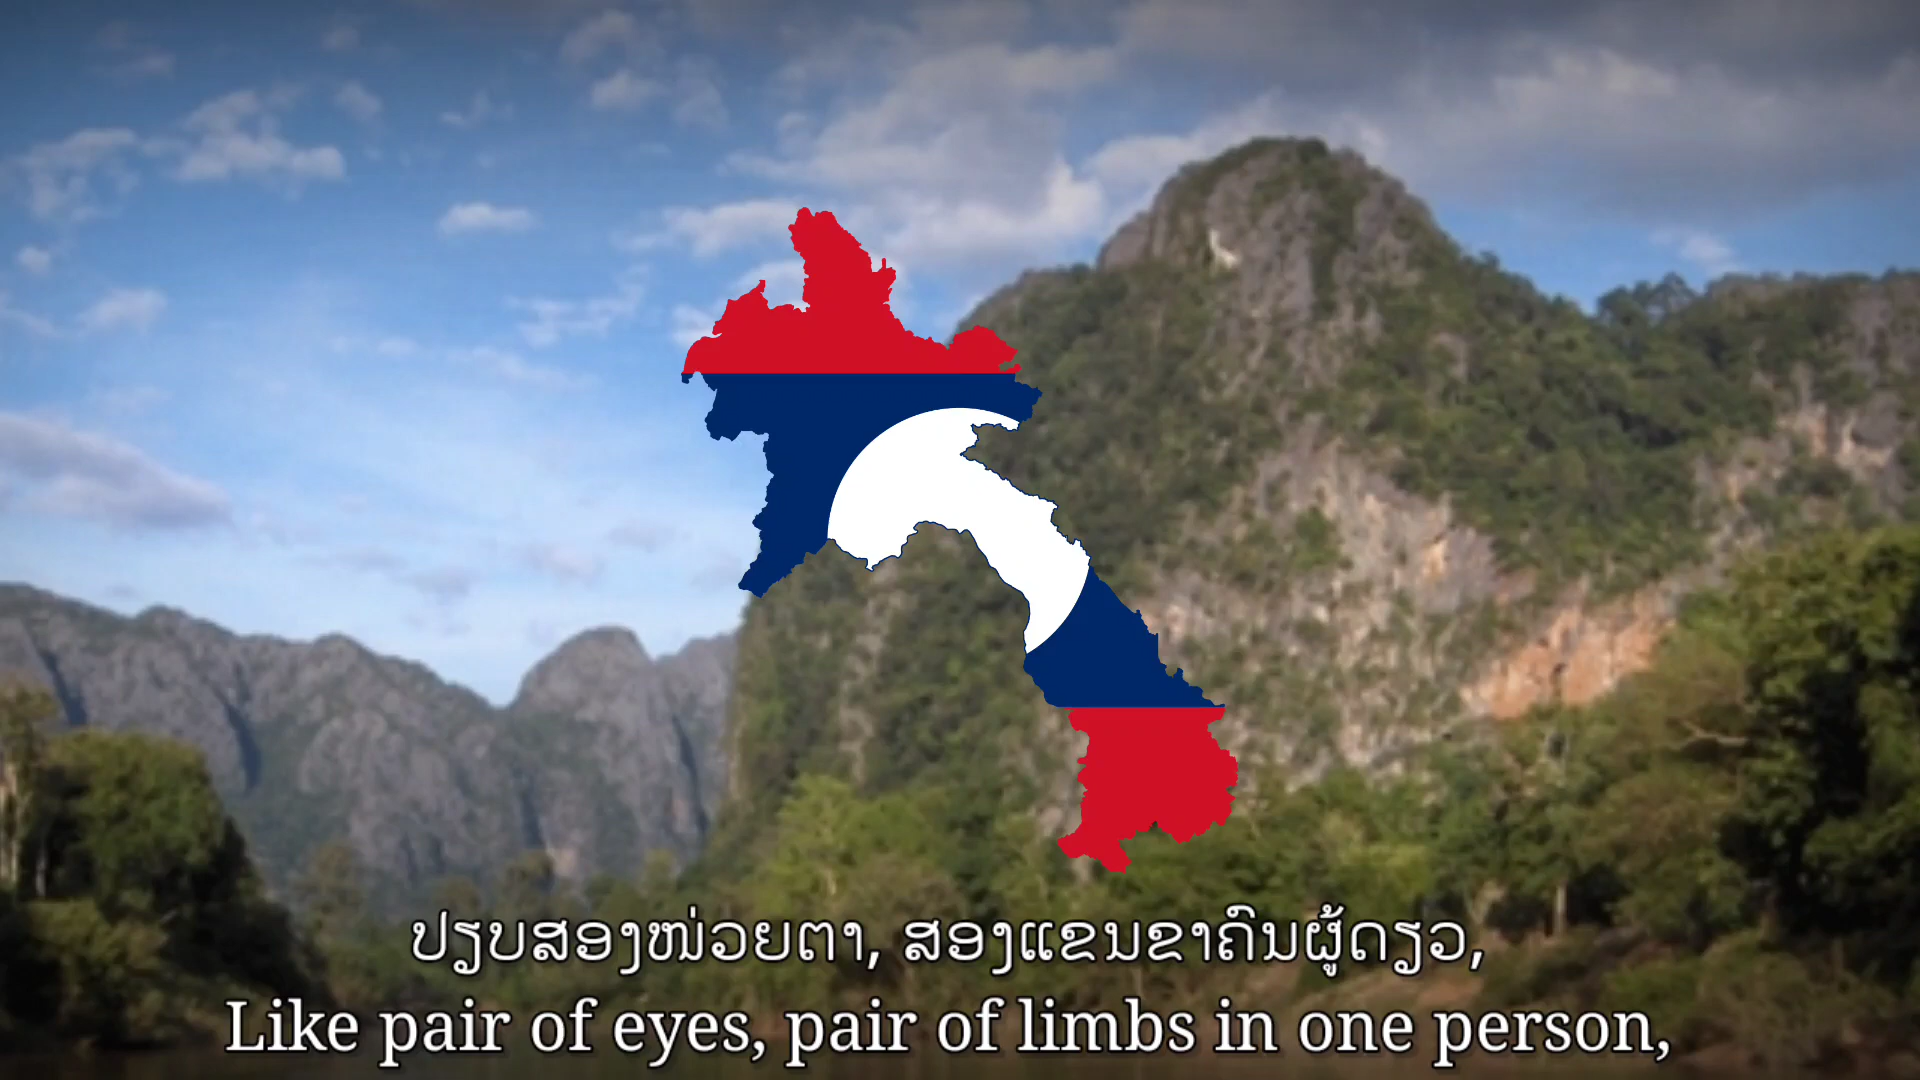 ປຽບສອງໜ່ວຍຕາ, ສອງແຂນຂາຄົນຜູ້ດຽວ,
Like pair of eyes, pair of limbs in one person,